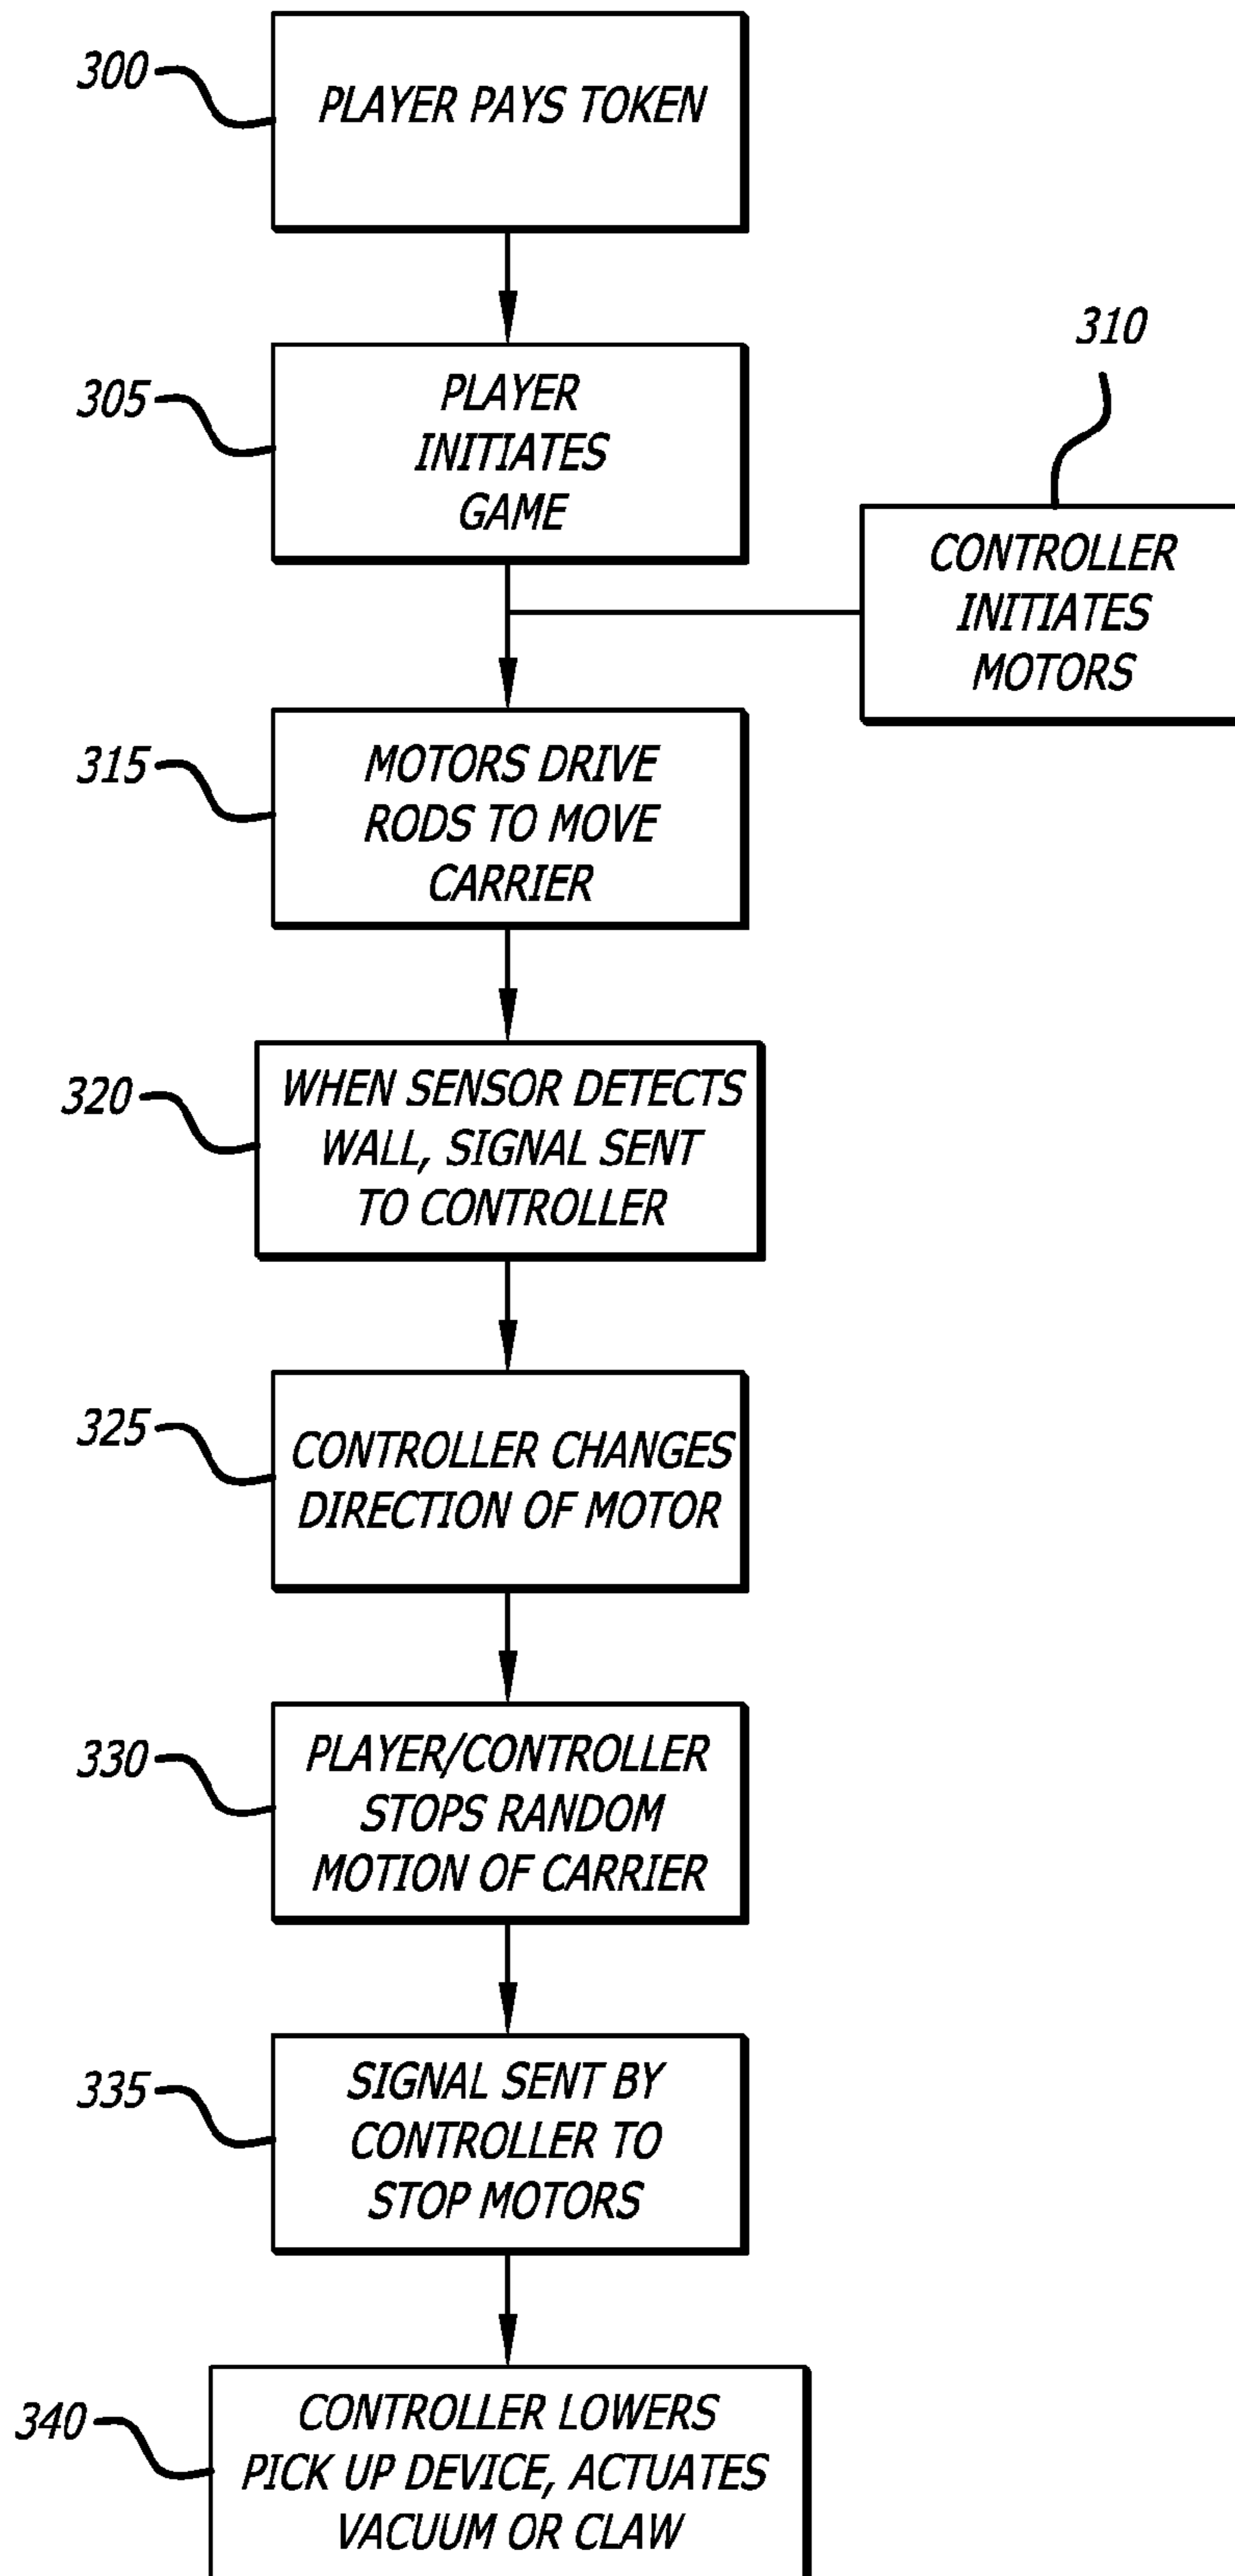 300
PLAYER PAYS TOKEN
305
PLAYER
INITIATES
GAME
310
CONTROLLER
INITIATES
MOTORS
315
MOTORS DRIVE
RODS TO MOVE
CARRIER
320
WHEN SENSOR DETECTS
WALL, SIGNAL SENT
TO CONTROLLER
325
CONTROLLER CHANGES
DIRECTION OF MOTOR
330
PLAYER/CONTROLLER
STOPS RANDOM
MOTION OF CARRIER
335
SIGNAL SENT BY
CONTROLLER TO
STOP MOTORS
340
CONTROLLER LOWERS
PICK UP DEVICE, ACTUATES
VACUUM OR CLAW